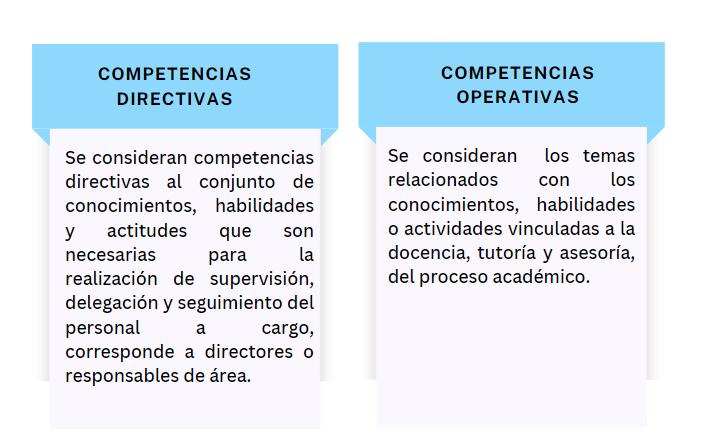 COMPETENCIAS
DIRECTIVAS
Se consideran competencias
directivas al conjunto de
conocimientos, habilidades
y actitudes que son
necesarias para la
realización de supervisión,
delegación y seguimiento del
personal a cargo,
corresponde a directores o
responsables de área.
COMPETENCIAS
OPERATIVAS
Se consideran los temas
relacionados con los
conocimientos, habilidades
o actividades vinculadas a la
docencia, tutoría y asesoría,
del proceso académico.